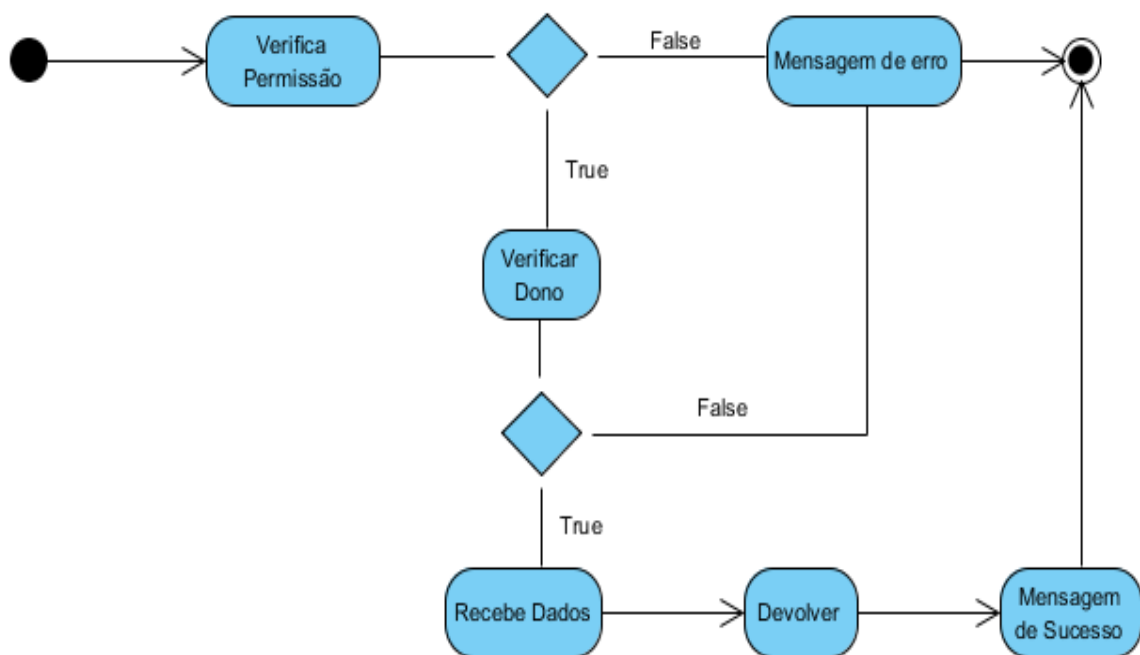 Verifica
Permissão
False
Mensagem de erro
True
Verificar
Dono
False
True
Recebe Dados
Devolver
Mensagem
de Sucesso